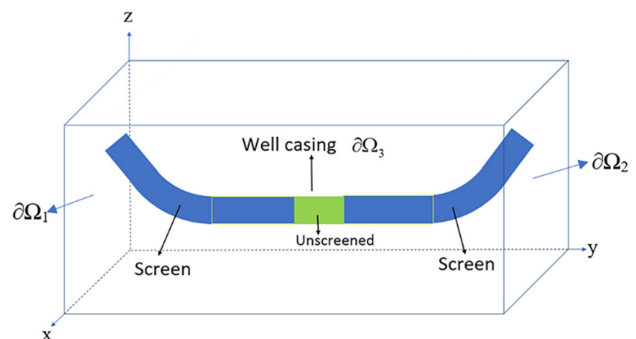 z
Well casing ∂Ω₃
∂Ω₁
∂Ω₂
Unscreened
Screen
Screen
y
x